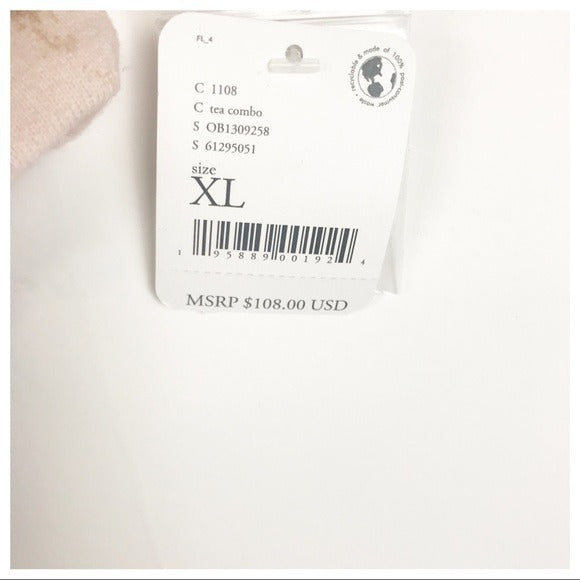 FL_4
recyclable & made of 100% post-consumer waste •
C 1108
C tea combo
S OB1309258
S 61295051
size
XL
1 95889 00192 4
MSRP $108.00 USD